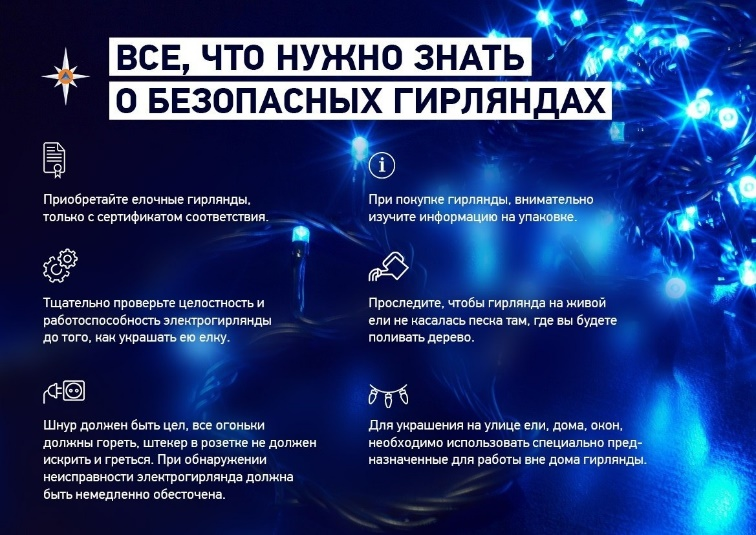 ВСЕ, ЧТО НУЖНО ЗНАТЬ
О БЕЗОПАСНЫХ ГИРЛЯНДАХ
Приобретайте елочные гирлянды,
только с сертификатом соответствия.
При покупке гирлянды, внимательно
изучите информацию на упаковке.
Тщательно проверьте целостность и
работоспособность электрогирлянды
до того, как украшать ею елку.
Проследите, чтобы гирлянда на живой
ели не касалась песка там, где вы будете
поливать дерево.
Шнур должен быть цел, все огоньки
должны гореть, штекер в розетке не должен
искрить и греться. При обнаружении
неисправности электрогирлянда должна
быть немедленно обесточена.
Для украшения на улице ели, дома, окон,
необходимо использовать специально пред-
назначенные для работы вне дома гирлянды.